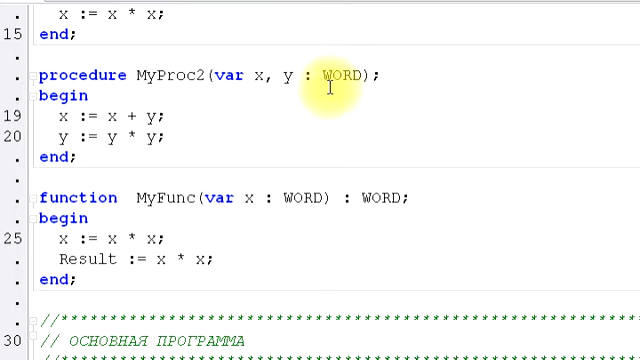 . x := x * x;
15 end;
.
. procedure MyProc2(var x, y : WORD);
. begin
19 x := x + y;
20 y := y * y;
. end;
.
. function MyFunc(var x : WORD) : WORD;
. begin
25 x := x * x;
. Result := x * x;
. end;
.
. //*************************************************************
30 // ОСНОВНАЯ ПРОГРАММА
. //*************************************************************